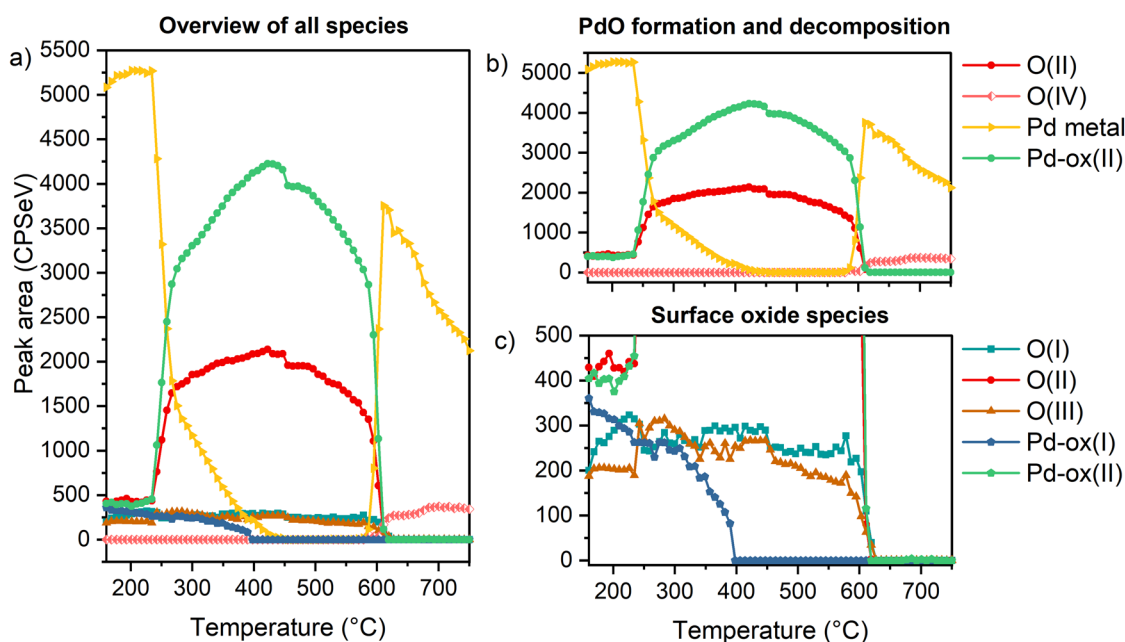 Overview of all species
a)
Peak area (CPSeV)
5500
5000
4500
4000
3500
3000
2500
2000
1500
1000
500
0
200 300 400 500 600 700
Temperature (°C)
PdO formation and decomposition
b)
5000
4000
3000
2000
1000
0
O(II)
O(IV)
Pd metal
Pd-ox(II)
Surface oxide species
c)
500
400
300
200
100
0
200 300 400 500 600 700
Temperature (°C)
O(I)
O(II)
O(III)
Pd-ox(I)
Pd-ox(II)